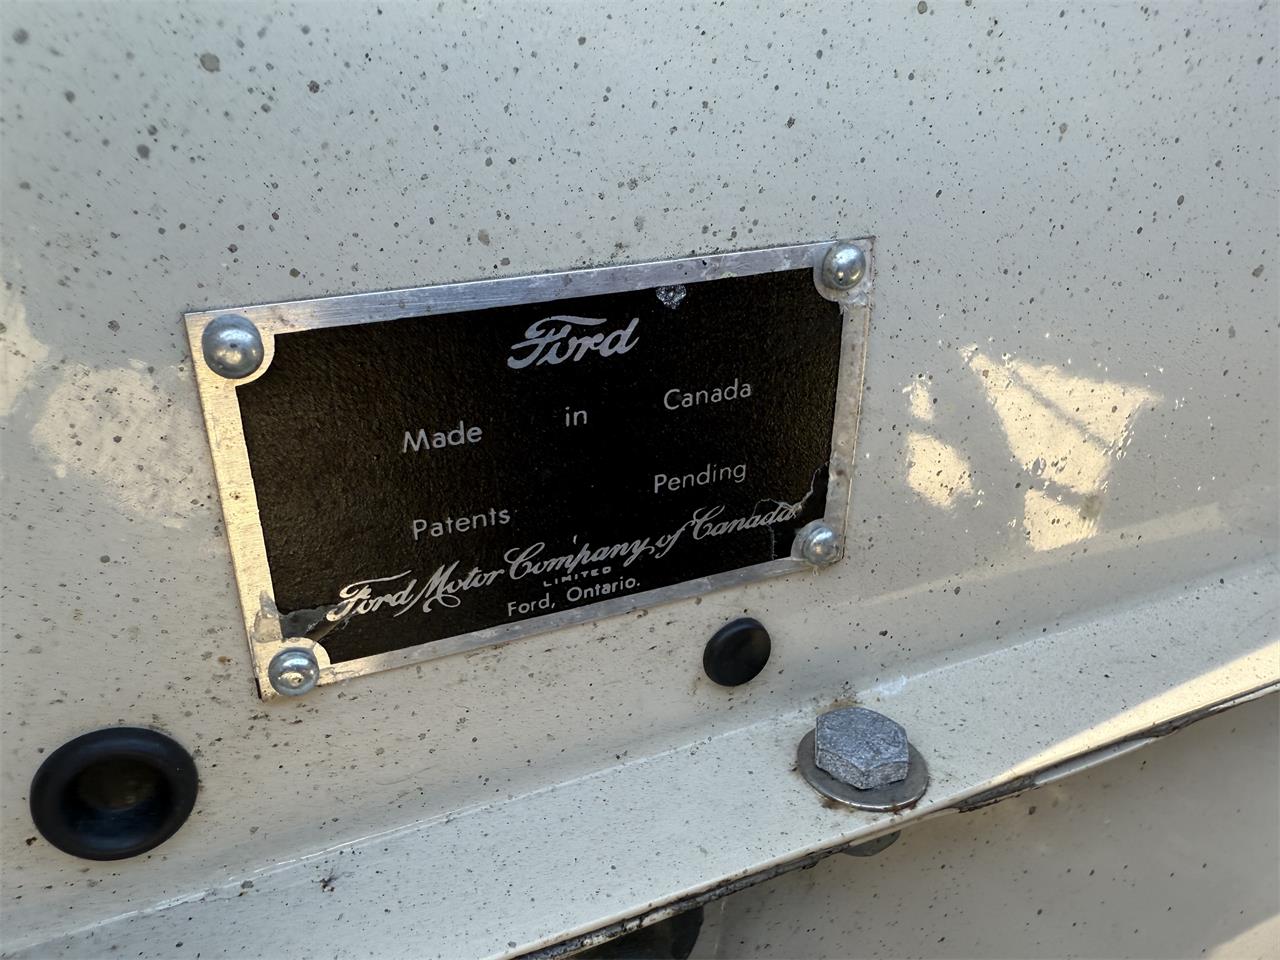 Ford
Made in Canada
Patents Pending
Ford Motor Company of Canada
LIMITED
Ford, Ontario.